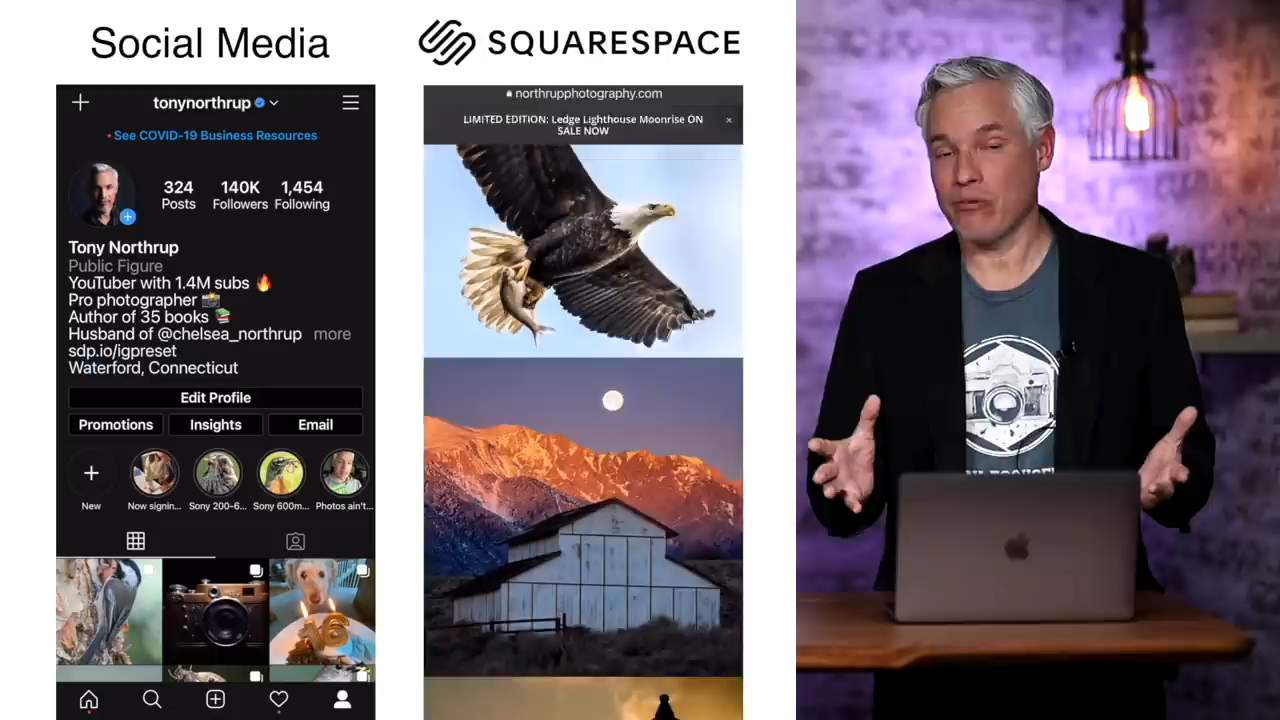 Social Media
SQUARESPACE
tonynorthrup
See COVID-19 Business Resources
324
140K
1,454
Posts
Followers
Following
Tony Northrup
Public Figure
YouTuber with 1.4M subs 🔥
Pro photographer 📸
Author of 35 books 📚
Husband of @chelsea_northrup more
sdp.io/igpreset
Waterford, Connecticut
Edit Profile
Promotions
Insights
Email
New
Now signin...
Sony 200-6...
Sony 600m...
Photos ain't...
northrupphotography.com
LIMITED EDITION: Ledge Lighthouse Moonrise ON
SALE NOW
16